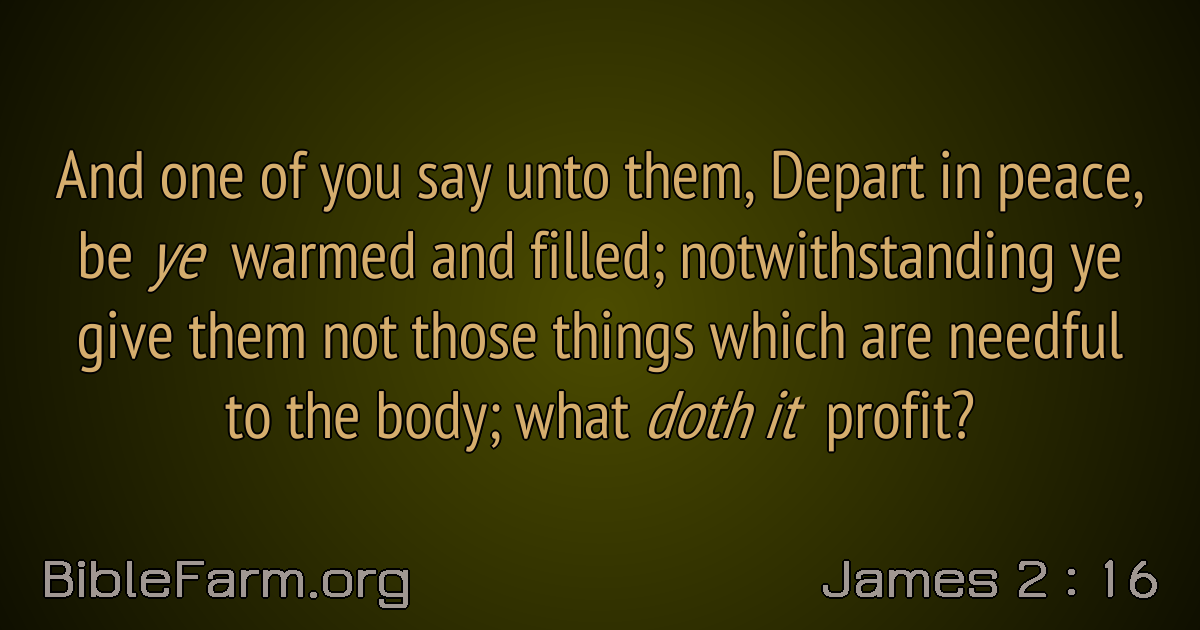 And one of you say unto them, Depart in peace,
be ye warmed and filled; notwithstanding ye
give them not those things which are needful
to the body; what doth it profit?
BibleFarm.org
James 2 : 16